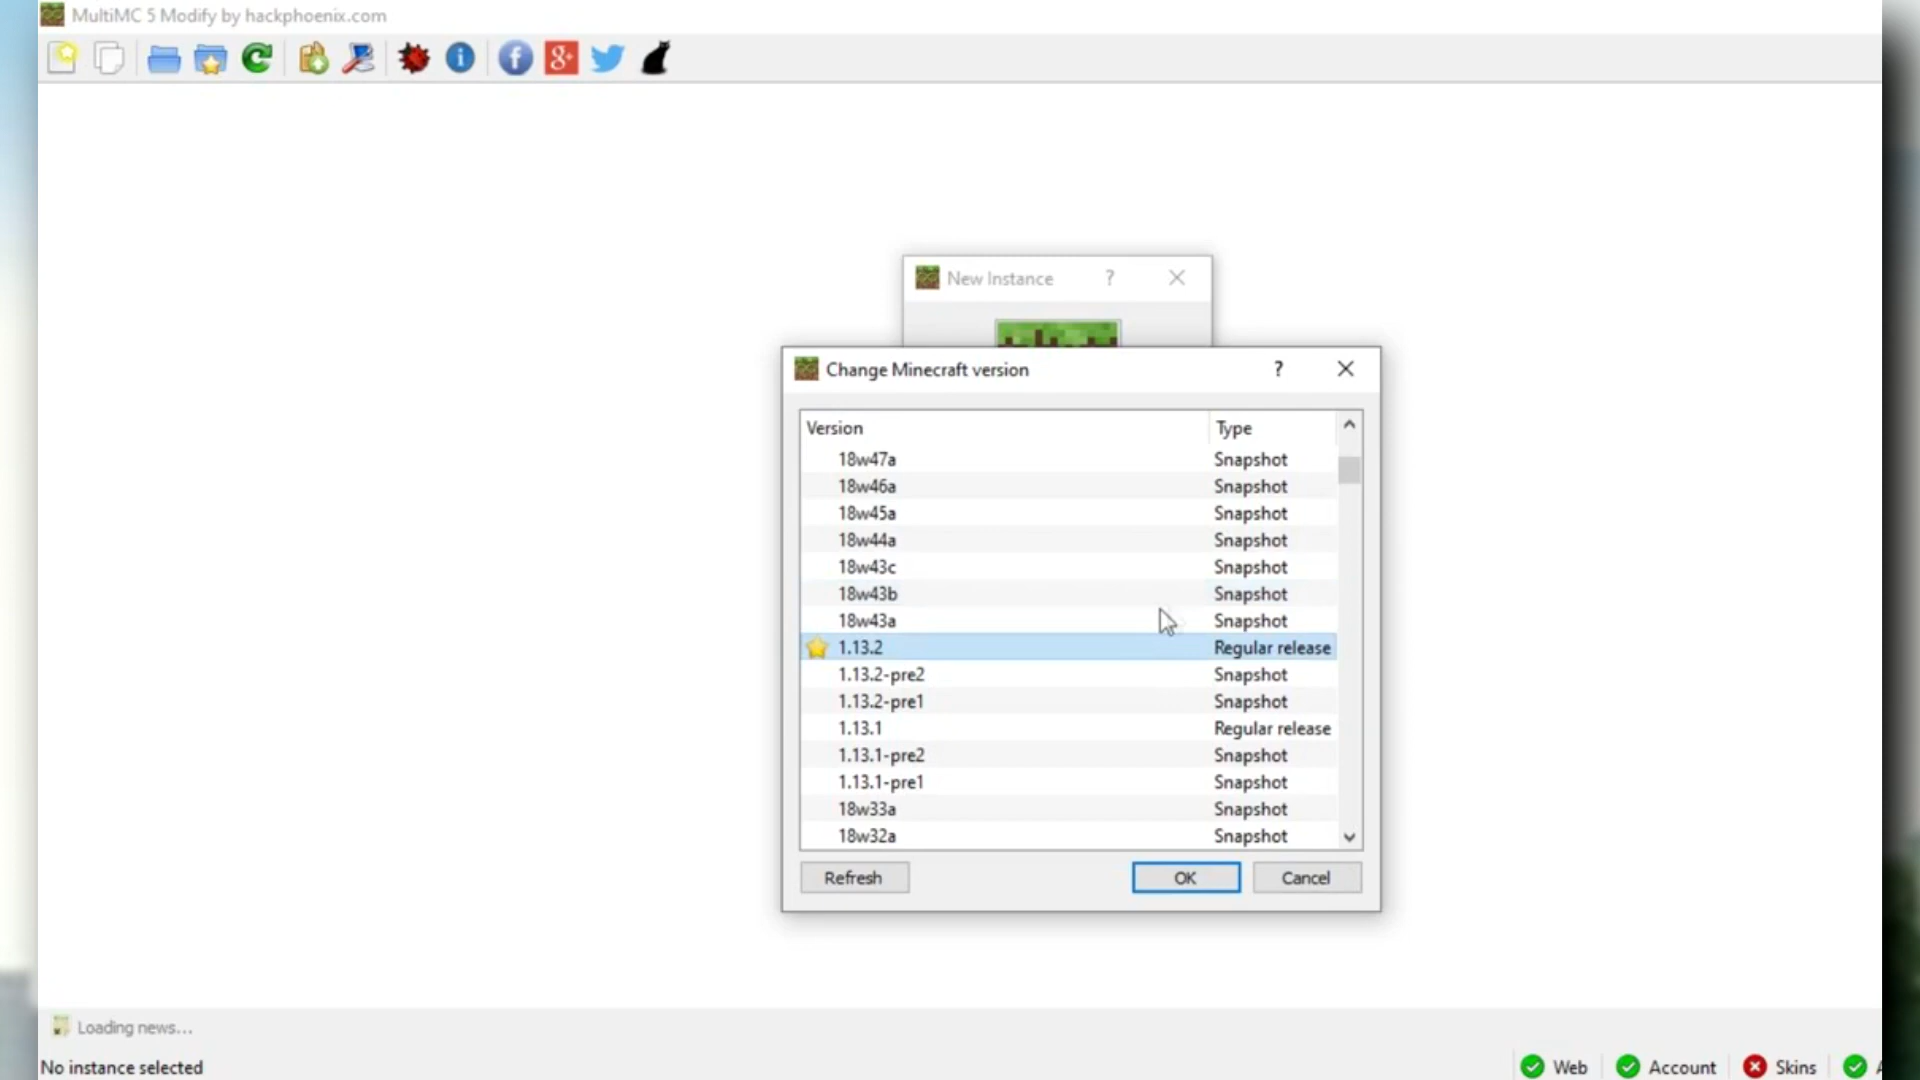 MultiMC 5 Modify by hackphoenix.com
f
8+
New Instance ?
Change Minecraft version ?
Version Type
18w47a Snapshot
18w46a Snapshot
18w45a Snapshot
18w44a Snapshot
18w43c Snapshot
18w43b Snapshot
18w43a Snapshot
1.13.2 Regular release
1.13.2-pre2 Snapshot
1.13.2-pre1 Snapshot
1.13.1 Regular release
1.13.1-pre2 Snapshot
1.13.1-pre1 Snapshot
18w33a Snapshot
18w32a Snapshot
Refresh OK Cancel
Loading news...
No instance selected Web Account Skins